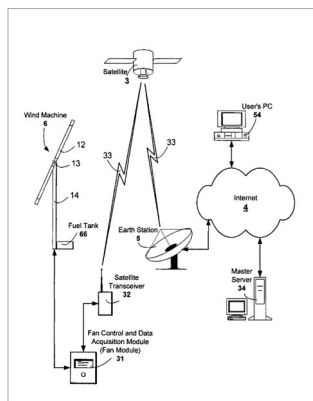 Satellite
3
User's PC
54
Wind Machine
6
12
13
14
33
33
Internet
4
Fuel Tank
66
Earth Station
5
Satellite
Transceiver
32
Master
Server
34
Fan Control and Data
Acquisition Module
(Fan Module)
31